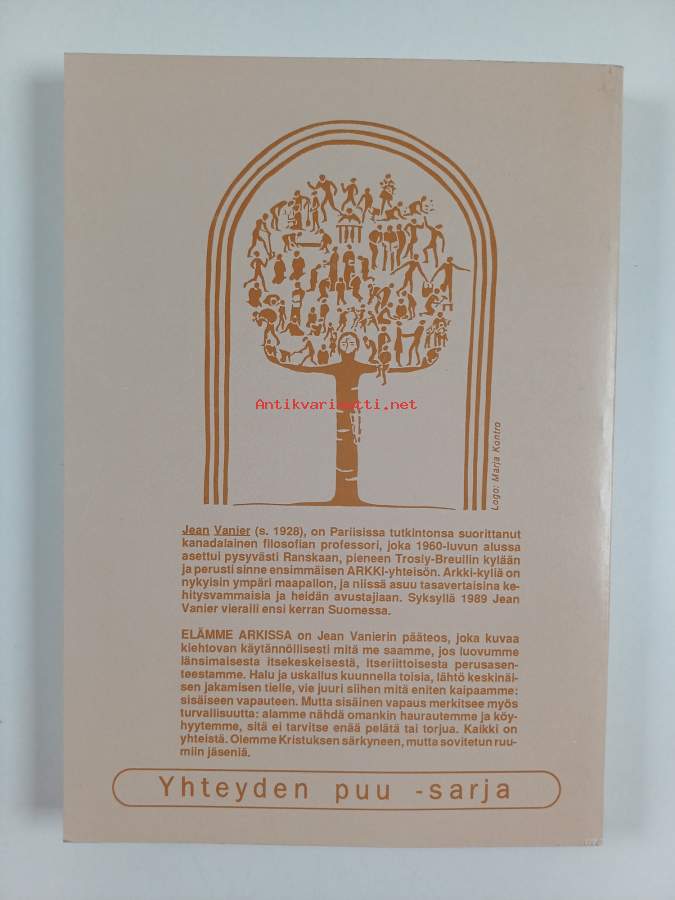 Antikvariaatti.net
Logo: Marja Kontro
Jean Vanier (s. 1928), on Pariisissa tutkintonsa suorittanut
kanadalainen filosofian professori, joka 1960-luvun alussa
asettui pysyvästi Ranskaan, pieneen Trosly-Breuilin kylään
ja perusti sinne ensimmäisen ARKKI-yhteisön. Arkki-kyliä on
nykyisin ympäri maapallon, ja niissä asuu tasavertaisina ke-
hitysvammaisia ja heidän avustajiaan. Syksyllä 1989 Jean
Vanier vieraili ensi kerran Suomessa.
ELÄMME ARKISSA on Jean Vanierin pääteos, joka kuvaa
kiehtovan käytännöllisesti mitä me saamme, jos luovumme
länsimaisesta itsekeskeisestä, itseriittoisesta perusasen-
teestamme. Halu ja uskallus kuunnella toisia, lähtö keskinäi-
sen jakamisen tielle, vie juuri siihen mitä eniten kaipaamme:
sisäiseen vapauteen. Mutta sisäinen vapaus merkitsee myös
turvallisuutta: alamme nähdä omankin haurautemme ja köy-
hyytemme, sitä ei tarvitse enää pelätä tai torjua. Kaikki on
yhteistä. Olemme Kristuksen särkyneen, mutta sovitetun ruu-
miin jäseniä.
Yhteyden puu -sarja